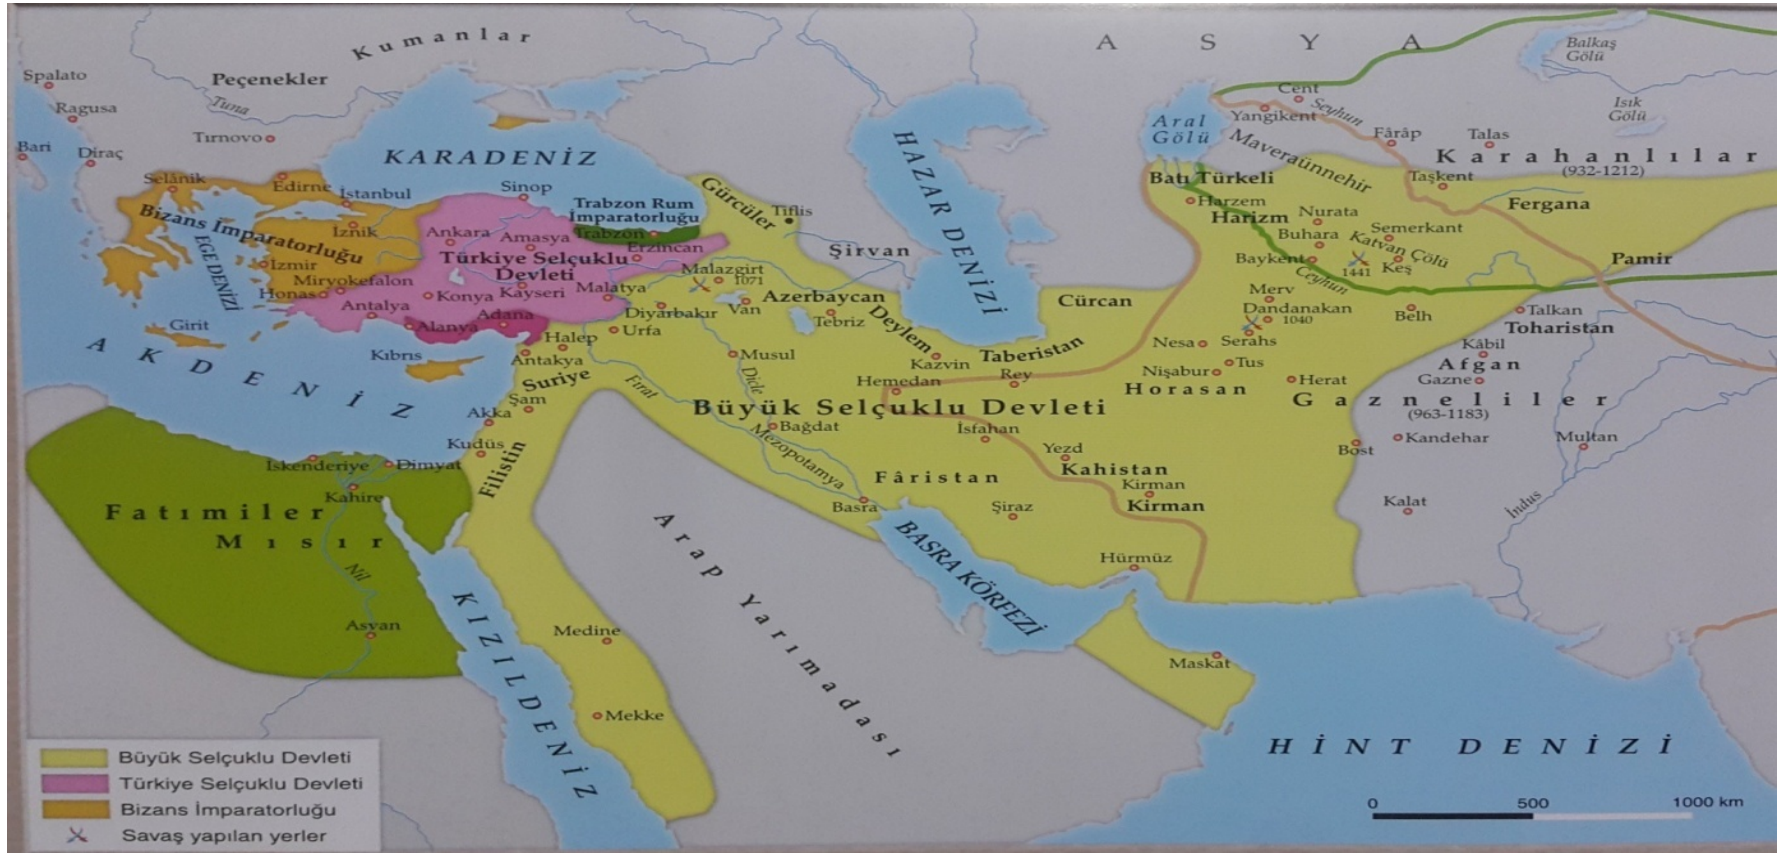 Kumanlar
A S Y A
Balkaş
Gölü
Spalato
Peçenekler
Tuna
Ragusa
Tırnovo
Bari
Diraç
Cent
Seyhun
Yangikent
Isık
Gölü
Aral
Gölü
Fârâp
Talas
Maveraünnehir
Karahanlılar
(932-1212)
KARADENİZ
HAZAR DENİZİ
Selânik
Edirne
İstanbul
Sinop
Gürcüler
Tiflis
Batı Türkeli
Taşkent
Harzem
Harizm
Fergana
Bizans İmparatorluğu
İznik
Trabzon Rum
İmparatorluğu
Trabzon
Erzincan
Ankara
Amasya
Şirvan
Nurata
Buhara
Semerkant
Katvan Çölü
Baykent
1441
Keş
Pamir
EGE DENİZİ
İzmir
Türkiye Selçuklu
Devleti
Malazgirt
1071
Ceyhun
Miryokefalon
Honas
Konya
Kayseri
Malatya
Azerbaycan
Cürcan
Merv
Dandanakan
1040
Belh
Talkan
Toharistan
Antalya
Alanya
Adana
Diyarbakır
Van
Urfa
Tebriz
Deylem
Girit
Kıbrıs
Halep
Antakya
Musul
Kazvin
Taberistan
Nesa
Serahs
Kâbil
Afgan
AKDENİZ
Suriye
Fırat
Dicle
Hemedan
Rey
Nişabur
Tus
Horasan
Herat
Gazne
Gazneliler
(963-1183)
Şam
Akka
Büyük Selçuklu Devleti
Bağdat
Mezopotamya
İsfahan
Kudüs
Filistin
Yezd
Bost
Kandehar
Multan
İskenderiye
Dimyat
Fâristan
Kahistan
Kahire
Kirman
Kirman
Fatımiler
Mısır
Basra
Şiraz
Kalat
İndus
Arap Yarımadası
BASRA KÖRFEZİ
Hürmüz
Nil
KIZILDENİZ
Asvan
Medine
Maskat
Mekke
HİNT DENİZİ
Büyük Selçuklu Devleti
Türkiye Selçuklu Devleti
Bizans İmparatorluğu
Savaş yapılan yerler
0 500 1000 km